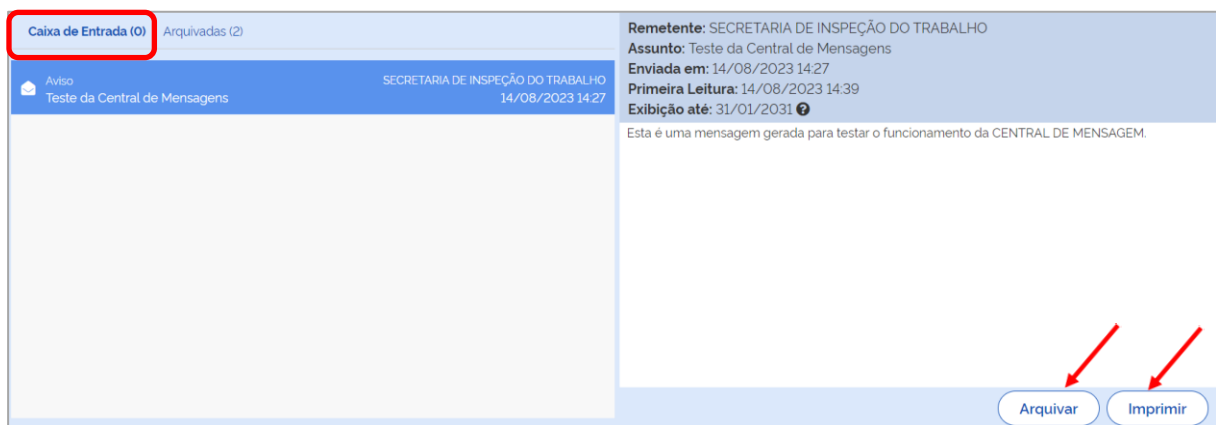 Caixa de Entrada (0) Arquivadas (2)
Aviso SECRETARIA DE INSPEÇÃO DO TRABALHO
Teste da Central de Mensagens 14/08/2023 14:27
Remetente: SECRETARIA DE INSPEÇÃO DO TRABALHO
Assunto: Teste da Central de Mensagens
Enviada em: 14/08/2023 14:27
Primeira Leitura: 14/08/2023 14:39
Exibição até: 31/01/2031 ?
Esta é uma mensagem gerada para testar o funcionamento da CENTRAL DE MENSAGEM.
Arquivar Imprimir